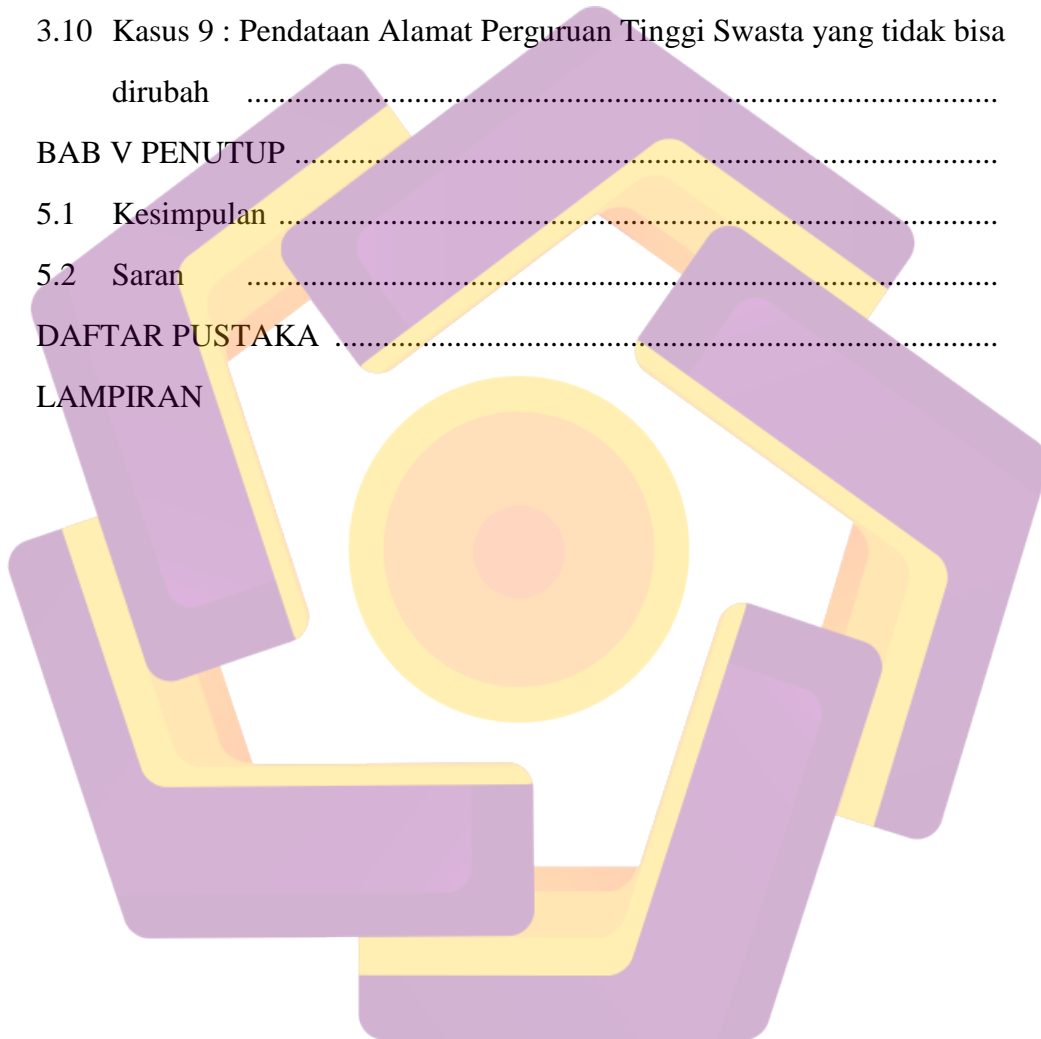 3.10 Kasus 9 : Pendataan Alamat Perguruan Tinggi Swasta yang tidak bisa
dirubah ...........................................................................
BAB V PENUTUP ......................................................................
5.1 Kesimpulan ........................................................................
5.2 Saran ...........................................................................
DAFTAR PUSTAKA ..................................................................
LAMPIRAN